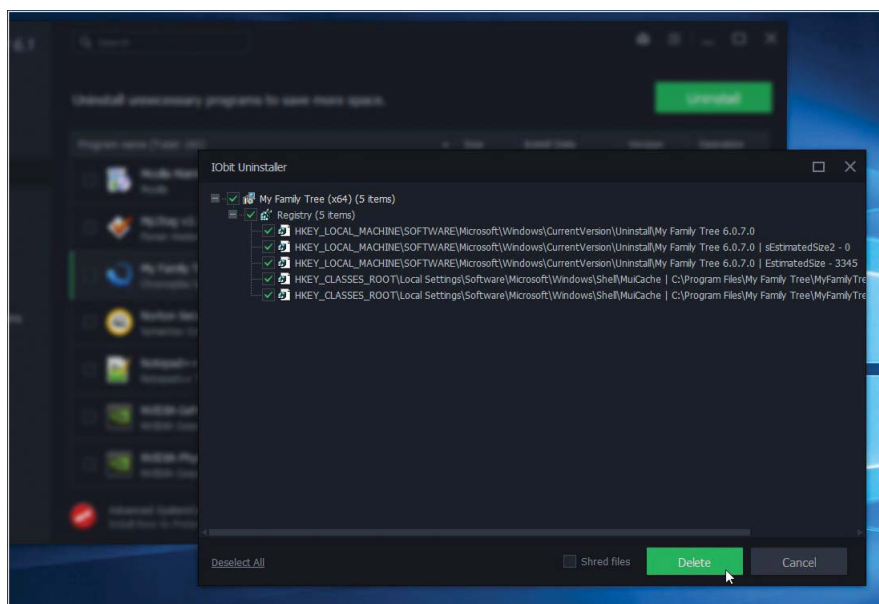 6.1
Search
Uninstall unnecessary programs to save more space.
Uninstall
IObit Uninstaller
My Family Tree (x64) (5 items)
Registry (5 items)
HKEY_LOCAL_MACHINE\SOFTWARE\Microsoft\Windows\CurrentVersion\Uninstall\My Family Tree 6.0.7.0
HKEY_LOCAL_MACHINE\SOFTWARE\Microsoft\Windows\CurrentVersion\Uninstall\My Family Tree 6.0.7.0 | sEstimatedSize2 - 0
HKEY_LOCAL_MACHINE\SOFTWARE\Microsoft\Windows\CurrentVersion\Uninstall\My Family Tree 6.0.7.0 | EstimatedSize - 3345
HKEY_CLASSES_ROOT\Local Settings\Software\Microsoft\Windows\Shell\MuiCache | C:\Program Files\My Family Tree\MyFamilyTre
HKEY_CLASSES_ROOT\Local Settings\Software\Microsoft\Windows\Shell\MuiCache | C:\Program Files\My Family Tree\MyFamilyTre
Deselect All
Shred files
Delete
Cancel